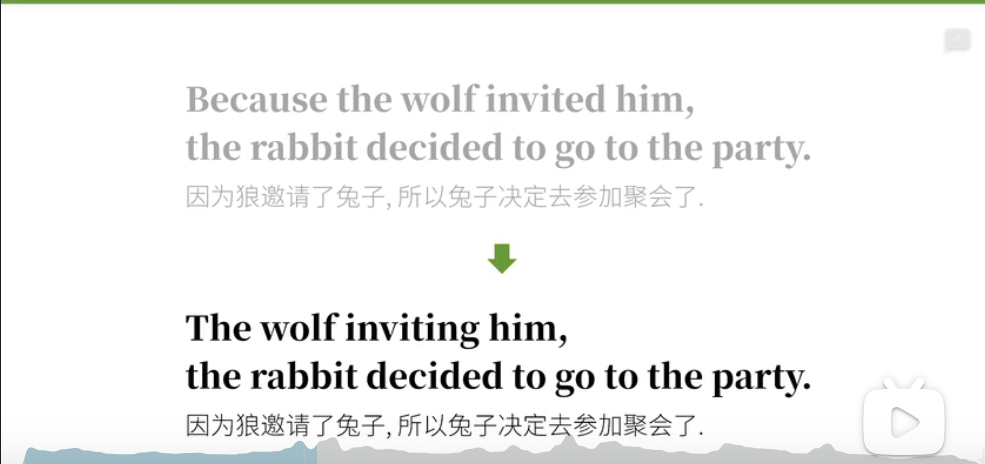 Because the wolf invited him,
the rabbit decided to go to the party.
因为狼邀请了兔子, 所以兔子决定去参加聚会了.
The wolf inviting him,
the rabbit decided to go to the party.
因为狼邀请了兔子, 所以兔子决定去参加聚会了.